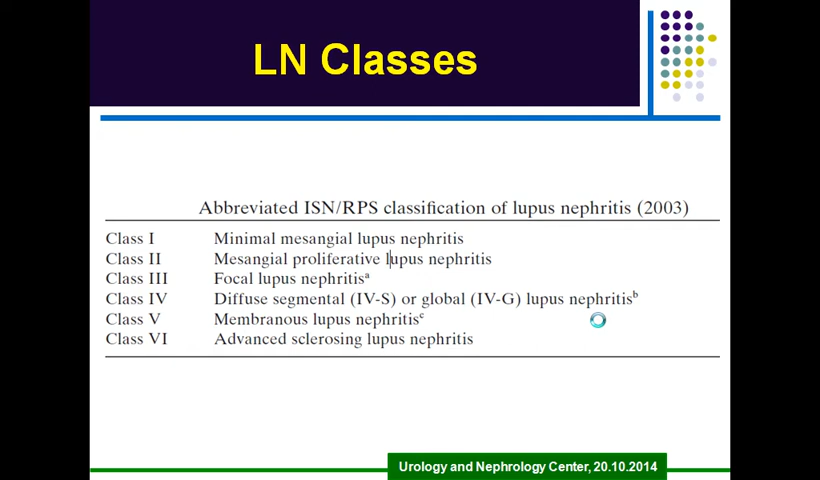 LN Classes
Abbreviated ISN/RPS classification of lupus nephritis (2003)
Class I Minimal mesangial lupus nephritis
Class II Mesangial proliferative lupus nephritis
Class III Focal lupus nephritisᵃ
Class IV Diffuse segmental (IV-S) or global (IV-G) lupus nephritisᵇ
Class V Membranous lupus nephritisᶜ
Class VI Advanced sclerosing lupus nephritis
Urology and Nephrology Center, 20.10.2014